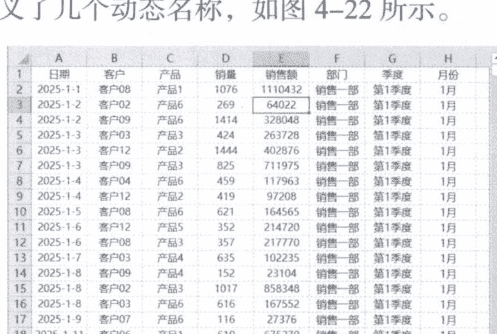 义了几个动态名称，如图 4-22 所示。
A B C D E F G H
1 日期 客户 产品 销量 销售额 部门 季度 月份
2 2025-1-1 客户08 产品1 1076 1110432 销售一部 第1季度 1月
3 2025-1-2 客户02 产品6 269 64022 销售一部 第1季度 1月
4 2025-1-2 客户09 产品6 1414 328048 销售一部 第1季度 1月
5 2025-1-3 客户03 产品3 424 263728 销售一部 第1季度 1月
6 2025-1-3 客户12 产品2 1444 402876 销售一部 第1季度 1月
7 2025-1-3 客户09 产品3 825 711975 销售一部 第1季度 1月
8 2025-1-4 客户04 产品6 459 117963 销售一部 第1季度 1月
9 2025-1-4 客户12 产品2 419 97208 销售一部 第1季度 1月
10 2025-1-5 客户08 产品6 621 164565 销售一部 第1季度 1月
11 2025-1-6 客户12 产品5 352 214720 销售一部 第1季度 1月
12 2025-1-6 客户08 产品3 357 217770 销售一部 第1季度 1月
13 2025-1-7 客户03 产品4 635 102235 销售一部 第1季度 1月
14 2025-1-8 客户09 产品4 152 23104 销售一部 第1季度 1月
15 2025-1-8 客户02 产品3 1017 858348 销售一部 第1季度 1月
16 2025-1-8 客户03 产品6 616 167552 销售一部 第1季度 1月
17 2025-1-9 客户07 产品6 116 27376 销售一部 第1季度 1月